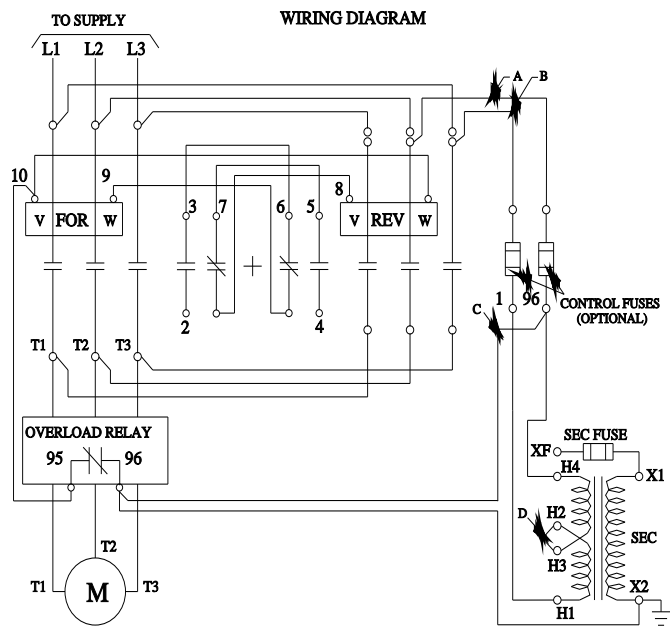 WIRING DIAGRAM
TO SUPPLY
L1 L2 L3
A B
10 9 8
V FOR W
3 7 6 5
V REV W
2 4
1 96
C
CONTROL FUSES
(OPTIONAL)
T1 T2 T3
OVERLOAD RELAY
95 96
SEC FUSE
XF
H4 X1
D H2
SEC
H3
T2
T1 M T3
X2
H1